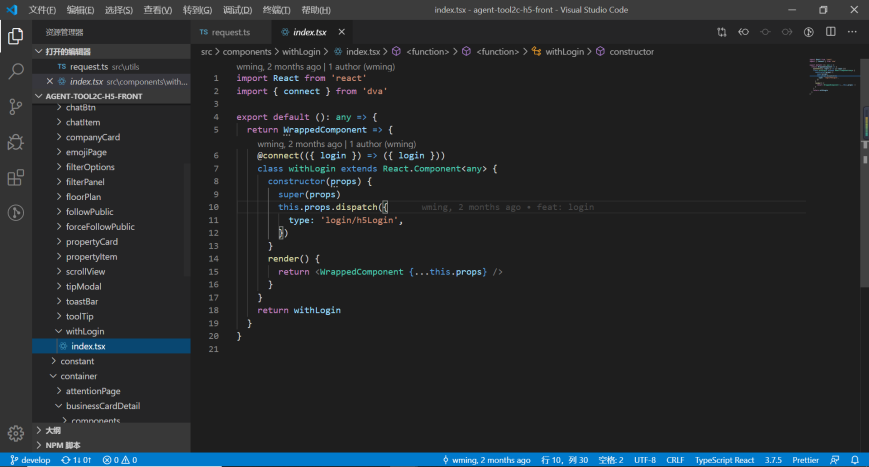 文件(F) 编辑(E) 选择(S) 查看(V) 转到(G) 调试(D) 终端(T) 帮助(H) index.tsx - agent-tool2c-h5-front - Visual Studio Code
资源管理器
打开的编辑器
TS request.ts src\utils
index.tsx src\components\with...
AGENT-TOOL2C-H5-FRONT
chatBtn
chatItem
companyCard
emojiPage
filterOptions
filterPanel
floorPlan
followPublic
forceFollowPublic
propertyCard
propertyItem
scrollView
tipModal
toastBar
toolTip
withLogin
index.tsx
constant
container
attentionPage
businessCardDetail
components
大纲
NPM 脚本
TS request.ts index.tsx
src > components > withLogin > index.tsx > <function> > <function> > withLogin > constructor
wming, 2 months ago | 1 author (wming)
1 import React from 'react'
2 import { connect } from 'dva'
3
4 export default (): any => {
5 return WrappedComponent => {
wming, 2 months ago | 1 author (wming)
6 @connect(({ login }) => ({ login }))
7 class withLogin extends React.Component<any> {
8 constructor(props) {
9 super(props)
10 this.props.dispatch({ wming, 2 months ago • feat: login
11 type: 'login/h5Login',
12 })
13 }
14 render() {
15 return <WrappedComponent {...this.props} />
16 }
17 }
18 return withLogin
19 }
20 }
21
develop 1↓ 0↑ 0 0 wming, 2 months ago 行 10，列 30 空格: 2 UTF-8 CRLF TypeScript React 3.7.5 Prettier